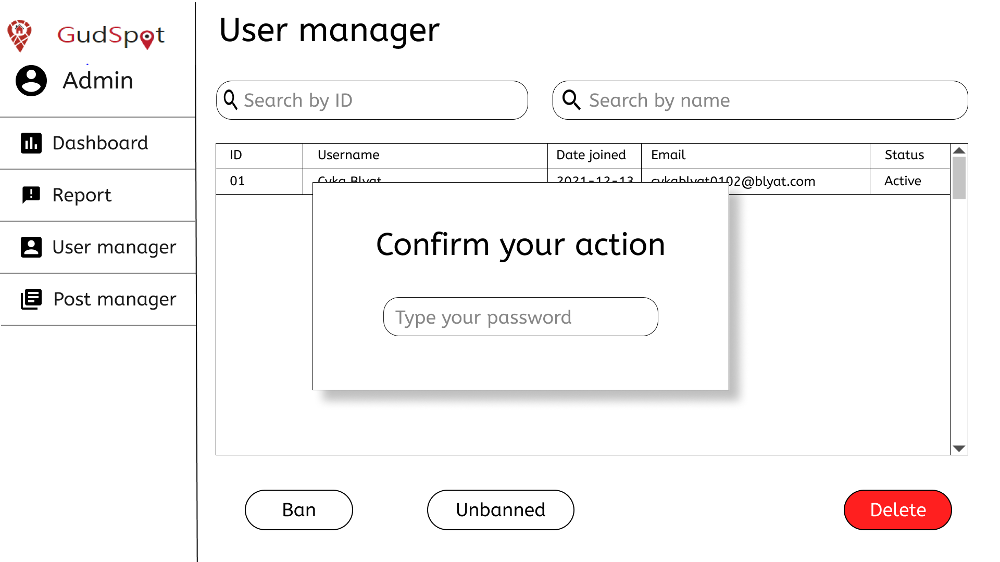 GudSpot
Admin
Dashboard
Report
User manager
Post manager
User manager
Search by ID
Search by name
ID Username Date joined Email Status
01 Cyka Blyat 2021-12-13 cykablyat0102@blyat.com Active
Confirm your action
Type your password
Ban
Unbanned
Delete